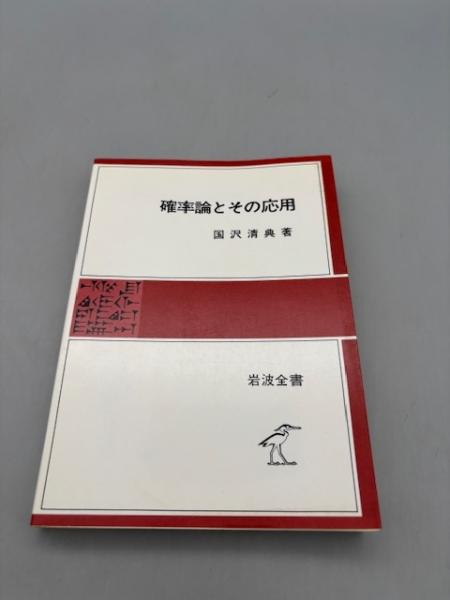 確率論とその応用
国沢清典著
岩波全書